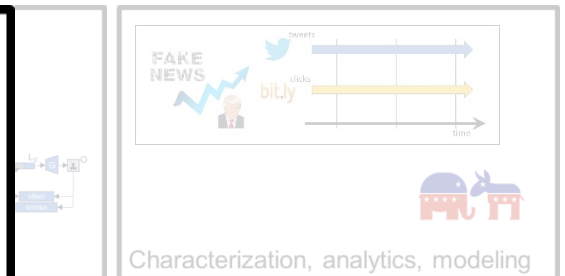 tweets
FAKE
NEWS
clicks
bit.ly
time
G
Characterization, analytics, modeling